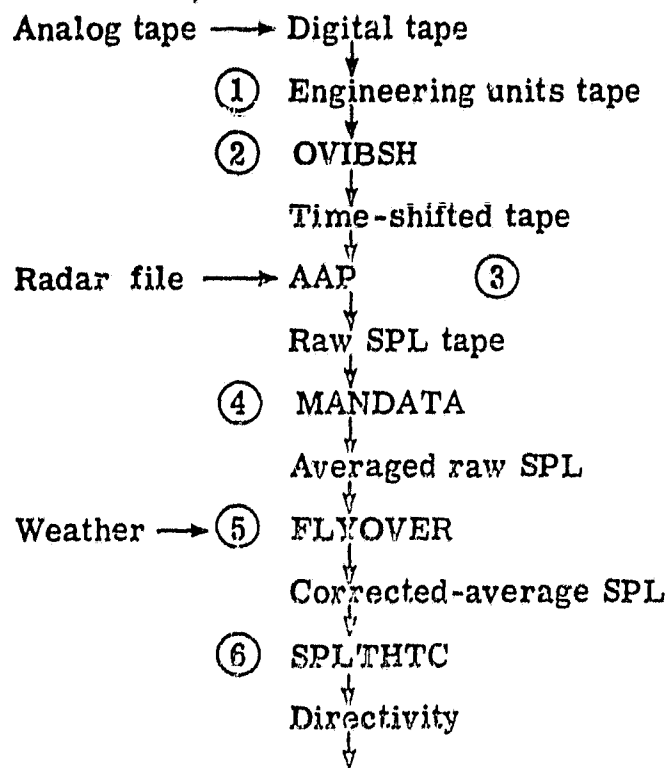 Analog tape Digital tape
① Engineering units tape
② OVIBSH
Time-shifted tape
Radar file AAP ③
Raw SPL tape
④ MANDATA
Averaged raw SPL
Weather ⑤ FLYOVER
Corrected-average SPL
⑥ SPLTHTC
Directivity